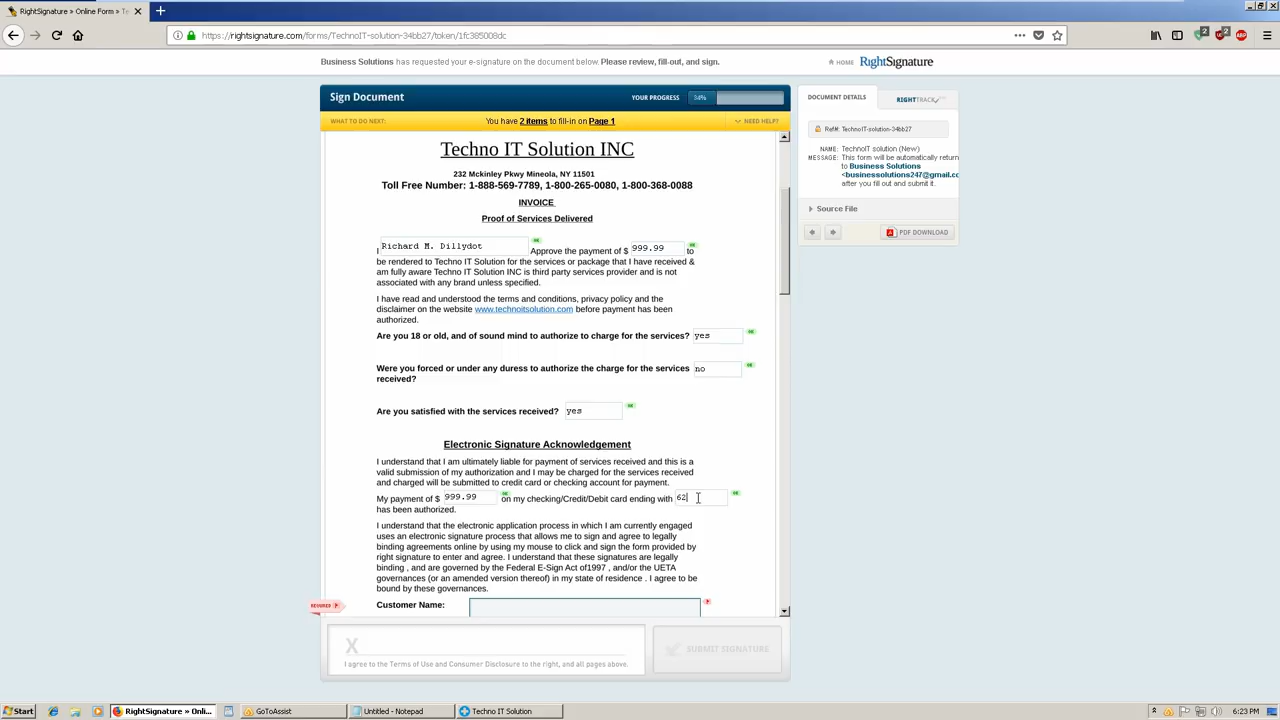 RightSignature » Online Form » Te
https://rightsignature.com/forms/TechnoIT-solution-34bb27/token/1fc385008dc
Business Solutions has requested your e-signature on the document below. Please review, fill-out, and sign.
HOME RightSignature
Sign Document
YOUR PROGRESS 34%
WHAT TO DO NEXT: You have 2 items to fill-in on Page 1 NEED HELP?
Techno IT Solution INC
232 Mckinley Pkwy Mineola, NY 11501
Toll Free Number: 1-888-569-7789, 1-800-265-0080, 1-800-368-0088
INVOICE
Proof of Services Delivered
I Richard M. Dillydot OK Approve the payment of $ 999.99 OK to
be rendered to Techno IT Solution for the services or package that I have received &
am fully aware Techno IT Solution INC is third party services provider and is not
associated with any brand unless specified.
I have read and understood the terms and conditions, privacy policy and the
disclaimer on the website www.technoitsolution.com before payment has been
authorized.
Are you 18 or old, and of sound mind to authorize to charge for the services? yes OK
Were you forced or under any duress to authorize the charge for the services no OK
received?
Are you satisfied with the services received? yes OK
Electronic Signature Acknowledgement
I understand that I am ultimately liable for payment of services received and this is a
valid submission of my authorization and I may be charged for the services received
and charged will be submitted to credit card or checking account for payment.
My payment of $ 999.99 OK on my checking/Credit/Debit card ending with 62 OK
has been authorized.
I understand that the electronic application process in which I am currently engaged
uses an electronic signature process that allows me to sign and agree to legally
binding agreements online by using my mouse to click and sign the form provided by
right signature to enter and agree. I understand that these signatures are legally
binding , and are governed by the Federal E-Sign Act of1997 , and/or the UETA
governances (or an amended version thereof) in my state of residence . I agree to be
bound by these governances.
REQUIRED ? Customer Name: ?
X
I agree to the Terms of Use and Consumer Disclosure to the right, and all pages above.
SUBMIT SIGNATURE
DOCUMENT DETAILS RIGHTTRACK
Ref#: TechnoIT-solution-34bb27
NAME: TechnoIT solution (New)
MESSAGE: This form will be automatically return
to Business Solutions
<businesssolutions247@gmail.co
after you fill out and submit it.
Source File
PDF DOWNLOAD
Start RightSignature » Onli... GoToAssist Untitled - Notepad Techno IT Solution 6:23 PM